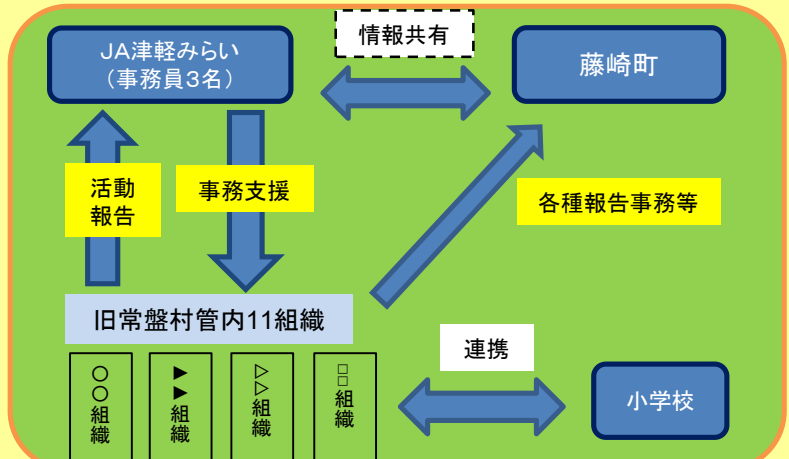 情報共有
JA津軽みらい
（事務員3名）
藤崎町
活動
報告
事務支援
各種報告事務等
旧常盤村管内11組織
連携
○○組織
▶▶組織
▷▷組織
□□組織
小学校